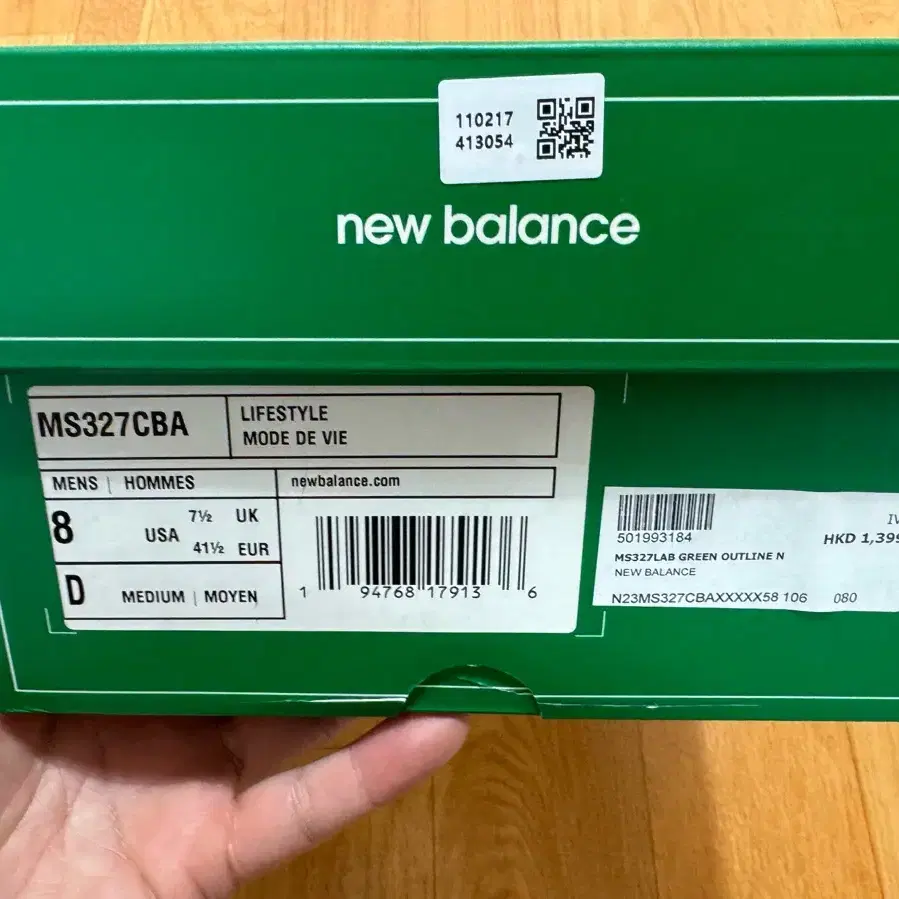 110217
413054
new balance
MS327CBA
LIFESTYLE
MODE DE VIE
MENS | HOMMES
newbalance.com
8 USA 7½ UK
41½ EUR
D MEDIUM | MOYEN
1 94768 17913 6
501993184
HKD 1,399
MS327LAB GREEN OUTLINE N
NEW BALANCE
N23MS327CBAXXXXX58 106 080